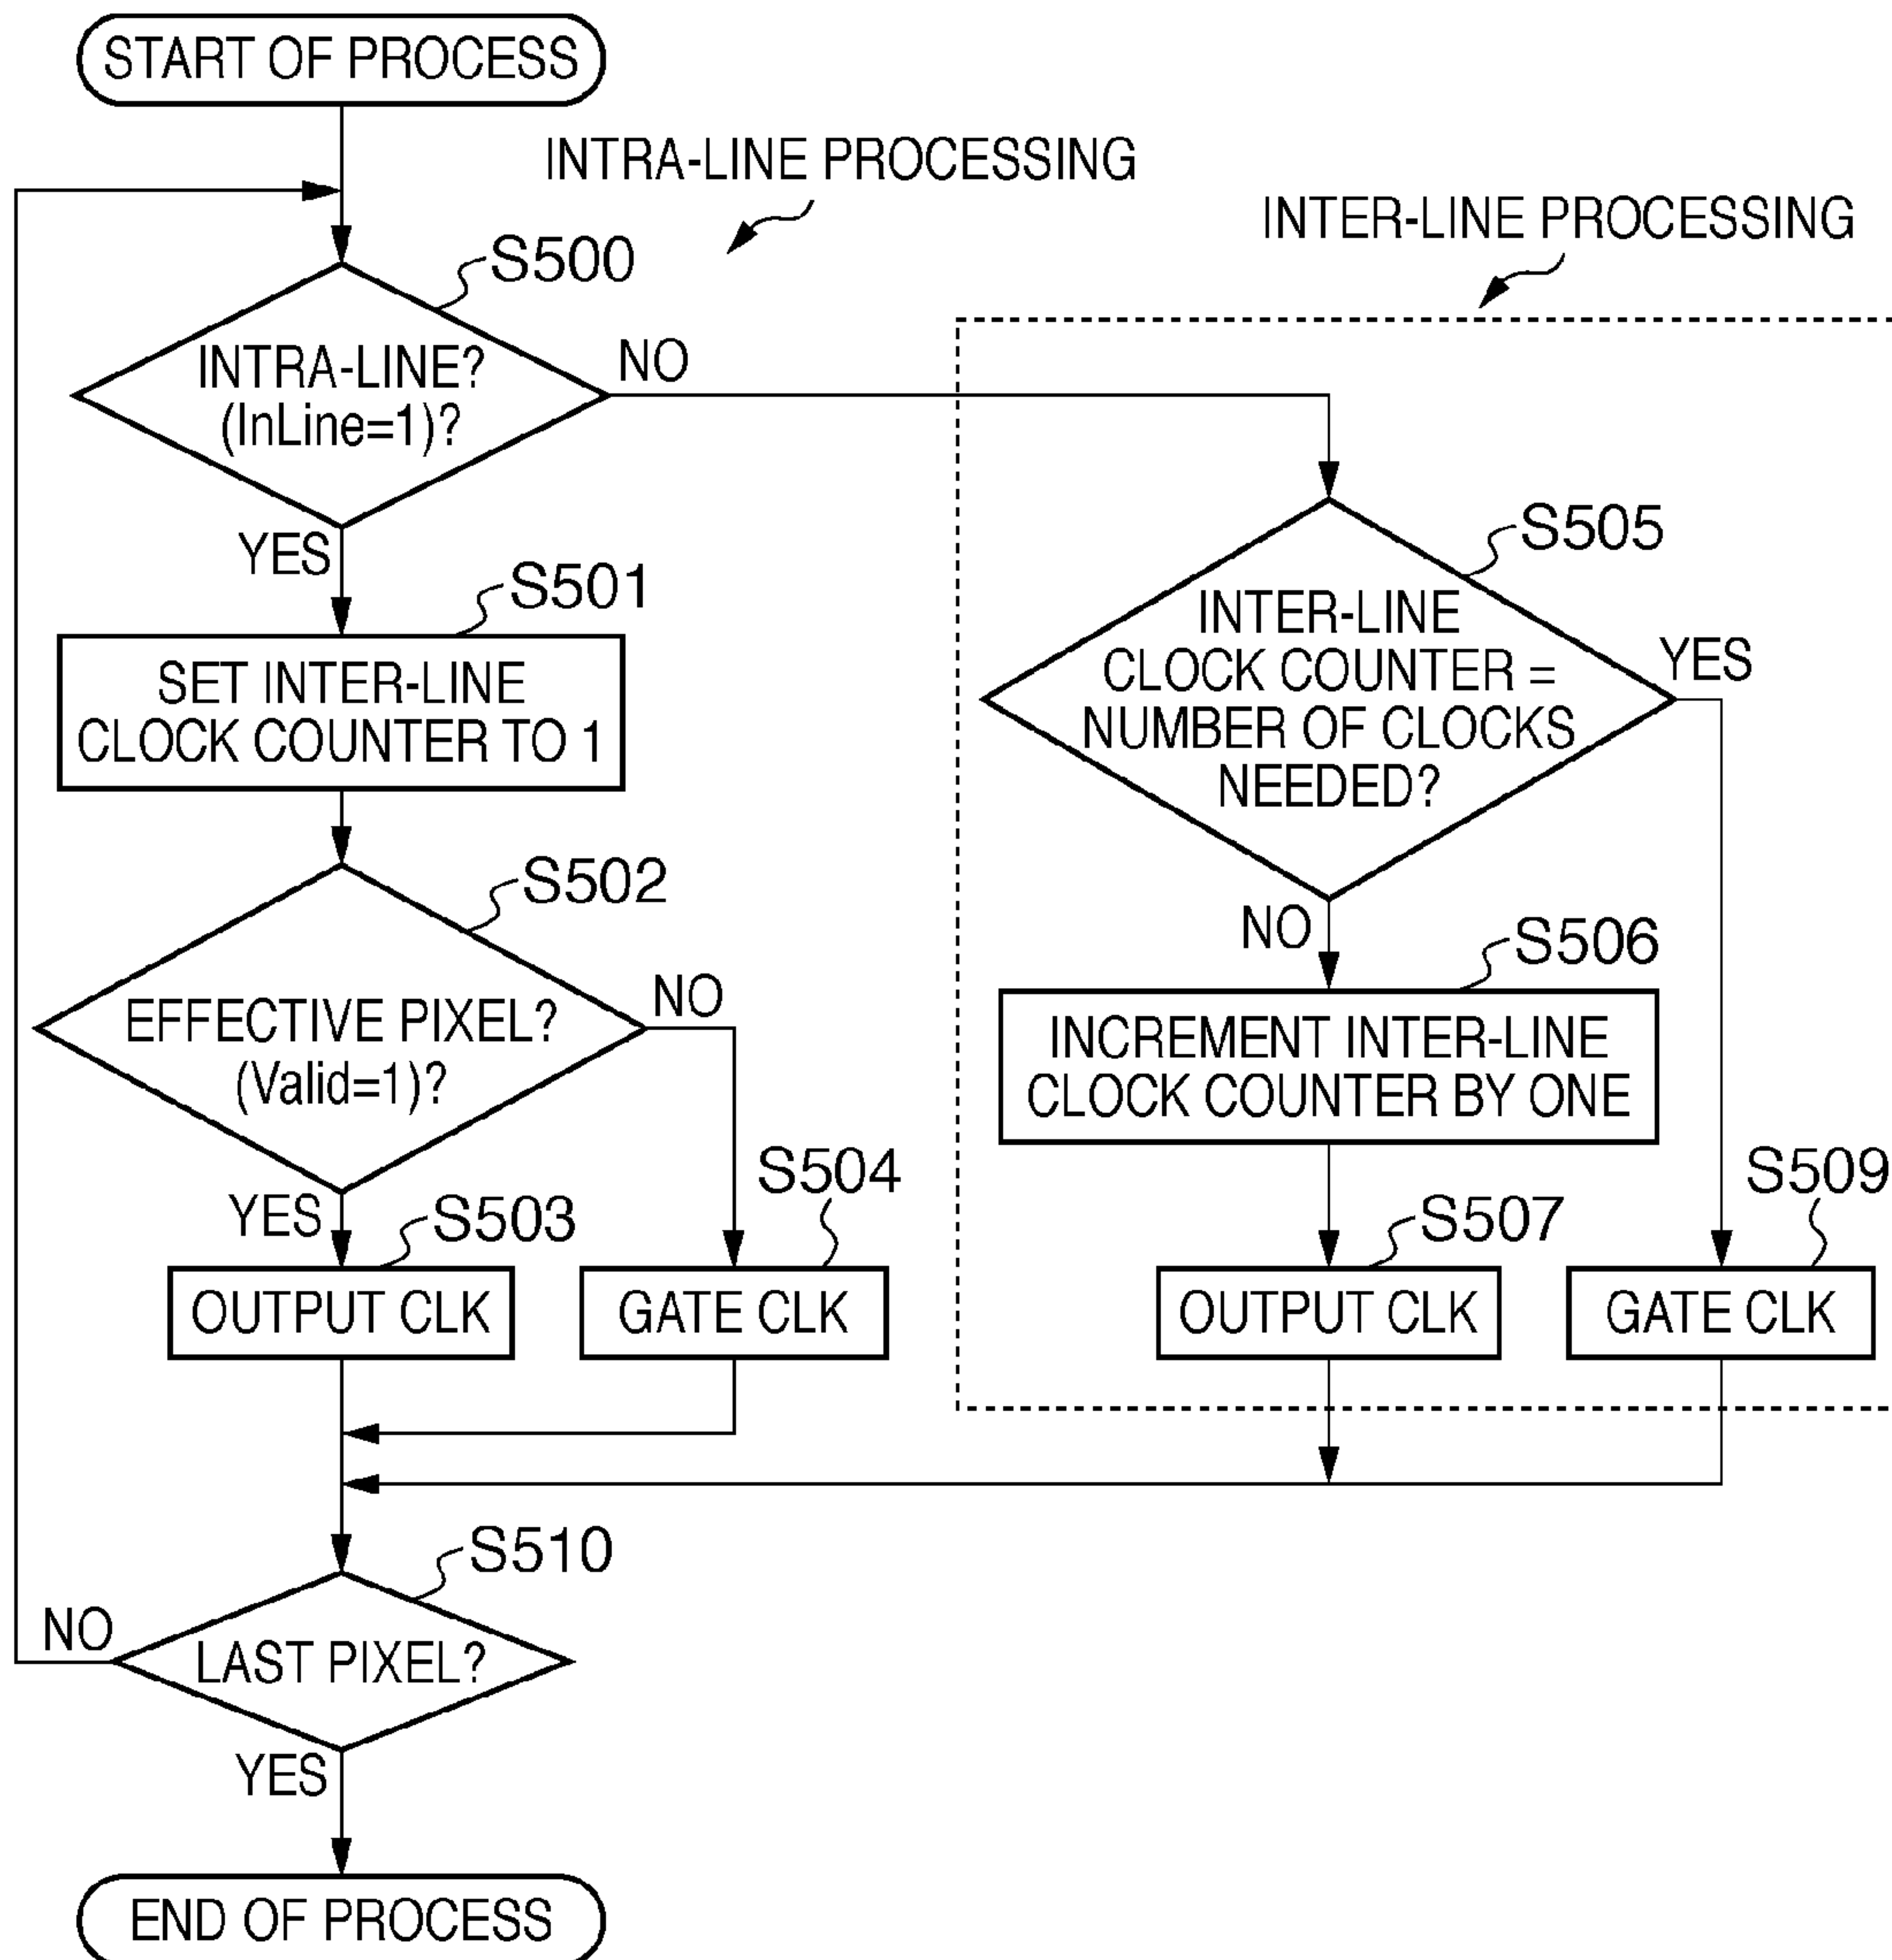 START OF PROCESS
INTRA-LINE PROCESSING
INTER-LINE PROCESSING
S500
INTRA-LINE?
(InLine=1)?
NO
YES
S501
SET INTER-LINE
CLOCK COUNTER TO 1
S502
EFFECTIVE PIXEL?
(Valid=1)?
NO
YES
S503
OUTPUT CLK
S504
GATE CLK
S505
INTER-LINE
CLOCK COUNTER =
NUMBER OF CLOCKS
NEEDED?
YES
NO
S506
INCREMENT INTER-LINE
CLOCK COUNTER BY ONE
S507
OUTPUT CLK
S509
GATE CLK
S510
LAST PIXEL?
NO
YES
END OF PROCESS